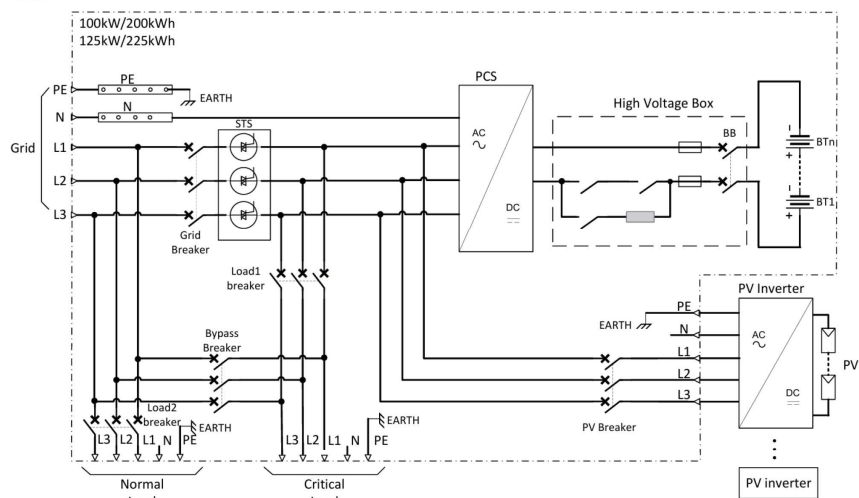 100kW/200kWh
125kW/225kWh
PE
PE
EARTH
PCS
N
N
High Voltage Box
STS
Grid
L1
AC
BB
BTn
L2
L3
DC
BT1
Grid
Breaker
Load1
breaker
PV Inverter
PE
EARTH
N
AC
Bypass
Breaker
L1
PV
L2
DC
L3
Load2
breaker
EARTH
EARTH
PV Breaker
L3 L2 L1 N PE
L3 L2 L1 N PE
Normal
Critical
PV inverter